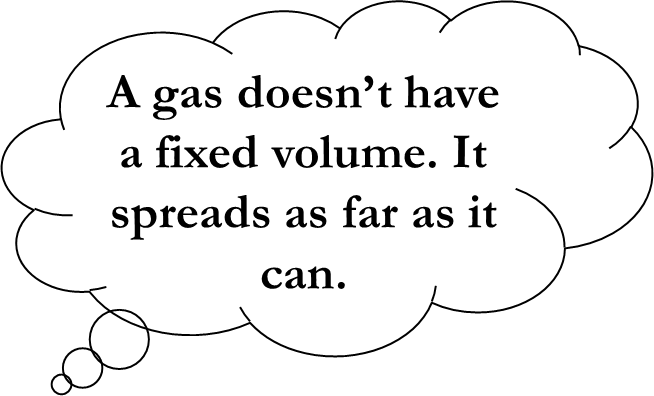 A gas doesn’t have
a fixed volume. It
spreads as far as it
can.